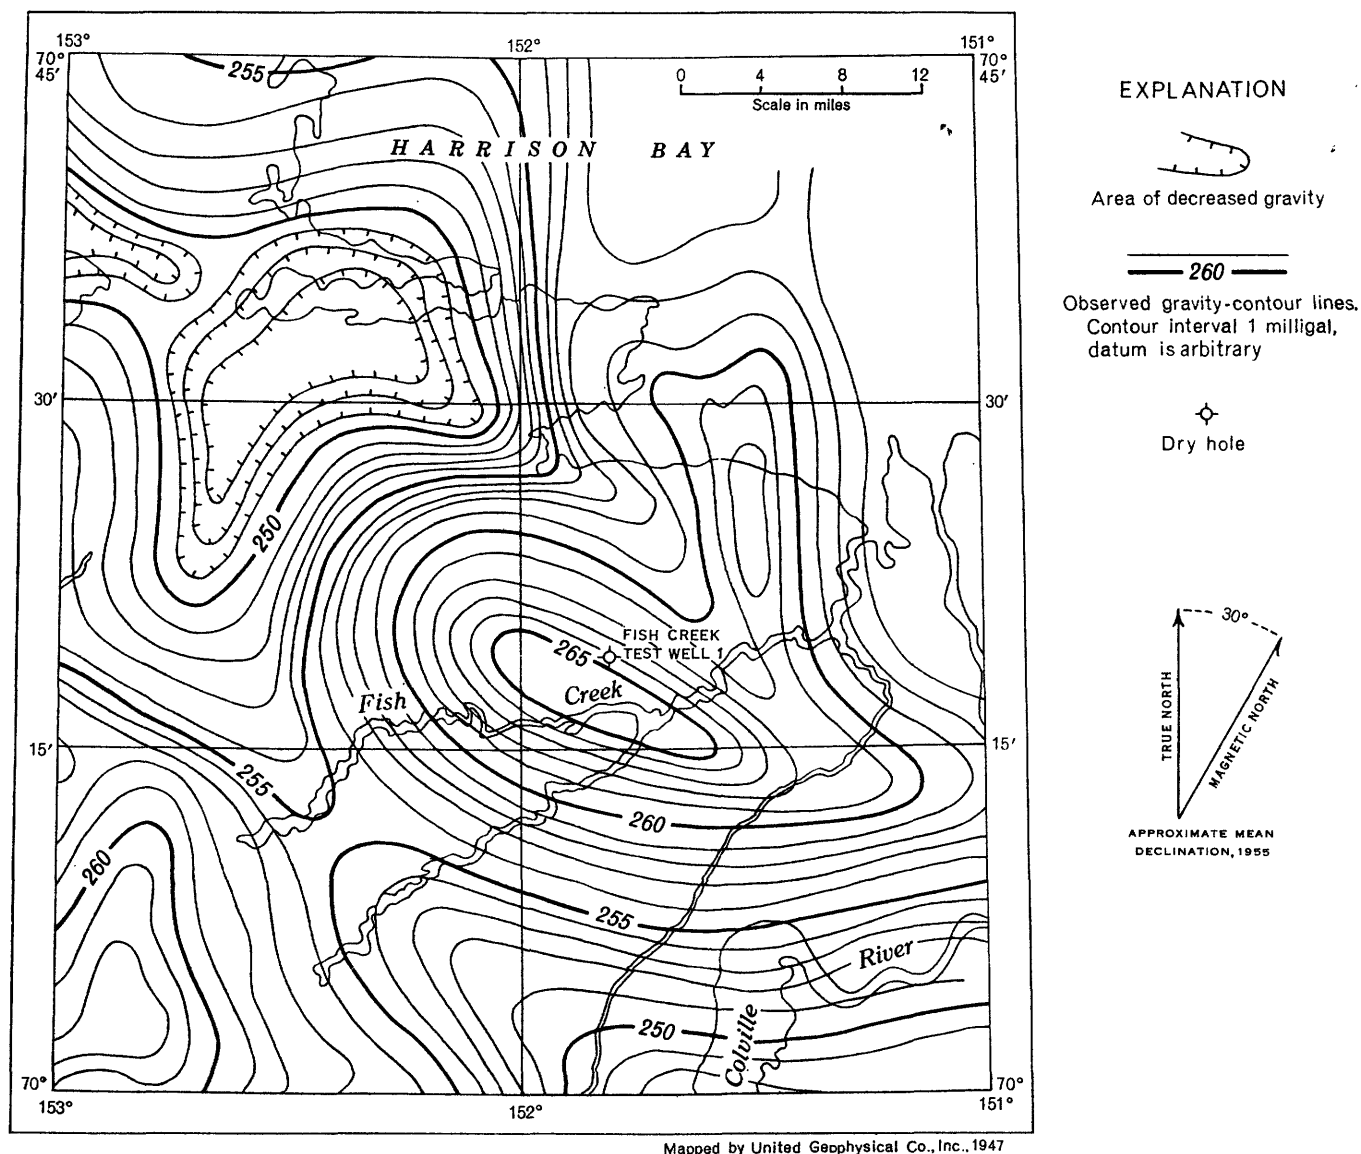 153°
152°
151°
70°
45′
70°
45′
255
0 4 8 12
Scale in miles
HARRISON BAY
EXPLANATION
Area of decreased gravity
260
Observed gravity-contour lines.
Contour interval 1 milligal,
datum is arbitrary
Dry hole
30′
30′
250
FISH CREEK
TEST WELL 1
265
Fish Creek
15′
15′
255
260
260
255
River
250
Colville
30°
TRUE NORTH
MAGNETIC NORTH
APPROXIMATE MEAN
DECLINATION, 1955
70°
70°
153°
152°
151°
Mapped by United Geophysical Co., Inc., 1947